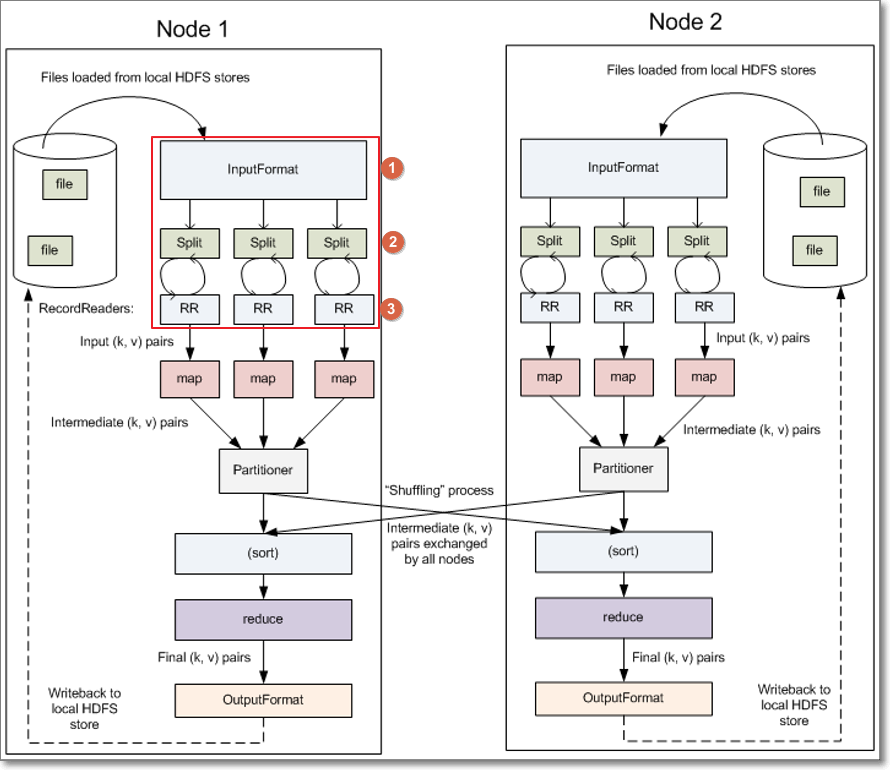 Node 1
Files loaded from local HDFS stores
file
file
InputFormat
1
Split
Split
Split
2
RecordReaders:
RR
RR
RR
3
Input (k, v) pairs
map
map
map
Intermediate (k, v) pairs
Partitioner
"Shuffling" process
Intermediate (k, v)
pairs exchanged
by all nodes
(sort)
reduce
Final (k, v) pairs
OutputFormat
Writeback to
local HDFS
store
Node 2
Files loaded from local HDFS stores
InputFormat
file
file
Split
Split
Split
RR
RR
RR
Input (k, v) pairs
map
map
map
Intermediate (k, v) pairs
Partitioner
(sort)
reduce
Final (k, v) pairs
OutputFormat
Writeback to
local HDFS
store